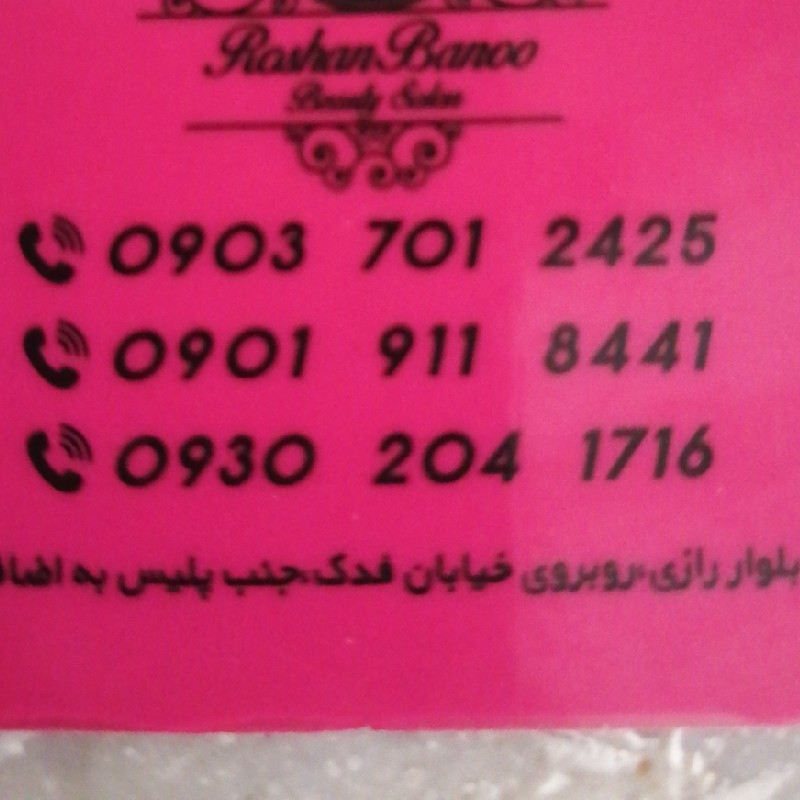 Roshan Banoo
Beauty Salon
0903 701 2425
0901 911 8441
0930 204 1716
بلوار رازی،روبروی خیابان فدک،جنب پلیس به اضا